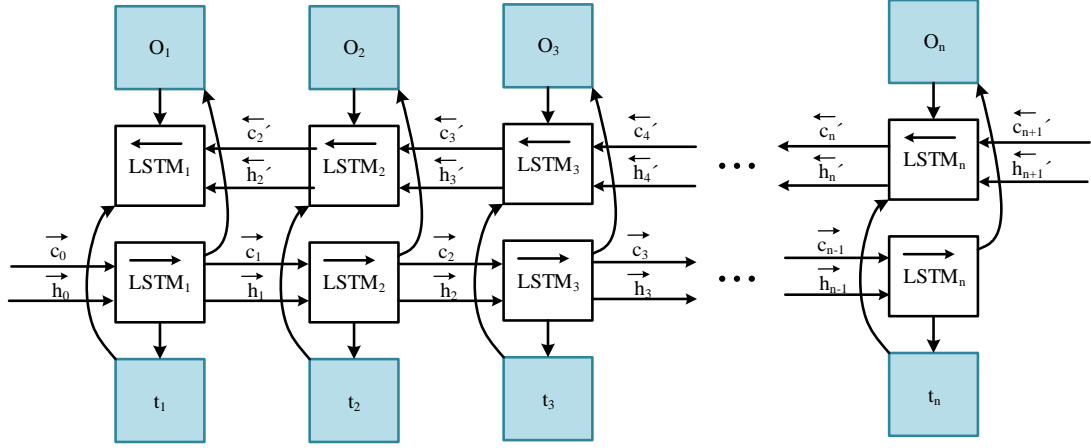 O₁ O₂ O₃ Oₙ
←c₂′ ←c₃′ ←c₄′ ←cₙ′ ←cₙ₊₁′
←LSTM₁ ←LSTM₂ ←LSTM₃ ••• ←LSTMₙ
←h₂′ ←h₃′ ←h₄′ ←hₙ′ ←hₙ₊₁′
→c₀ →c₁ →c₂ →c₃ →cₙ₋₁
→LSTM₁ →LSTM₂ →LSTM₃ ••• →LSTMₙ
→h₀ →h₁ →h₂ →h₃ →hₙ₋₁
t₁ t₂ t₃ tₙ